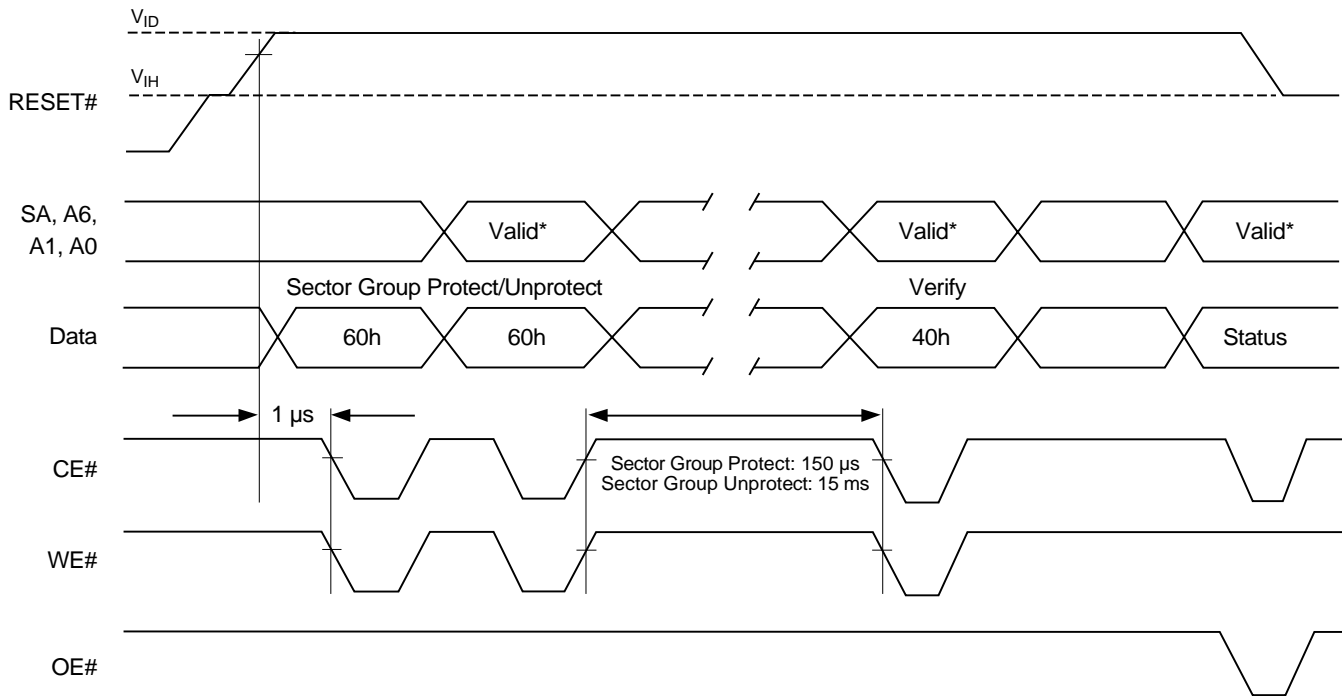 VID
VIH
RESET#
SA, A6,
A1, A0
Valid*
Valid*
Valid*
Sector Group Protect/Unprotect
Verify
Data
60h
60h
40h
Status
1 µs
CE#
Sector Group Protect: 150 µs
Sector Group Unprotect: 15 ms
WE#
OE#